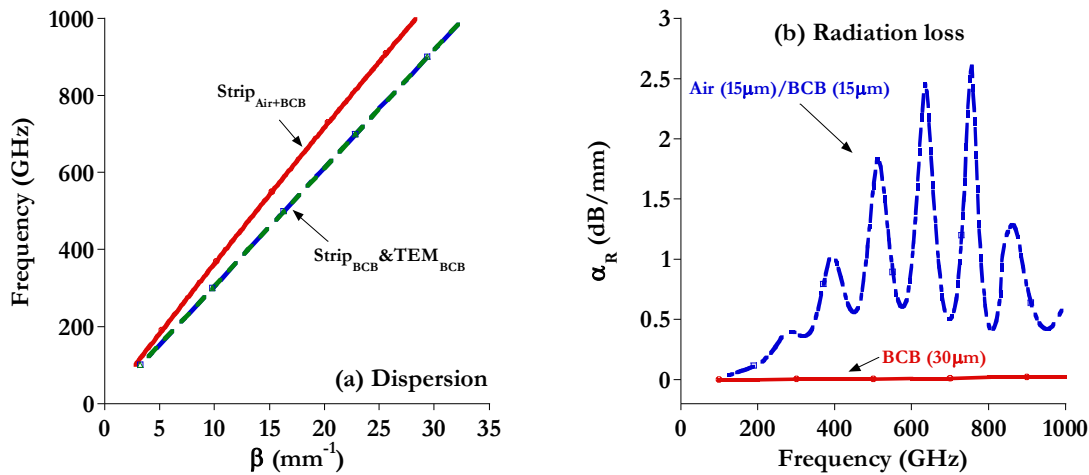 1000
800
600
400
200
0
Frequency (GHz)
Strip_Air+BCB
Strip_BCB&TEM_BCB
(a) Dispersion
0 5 10 15 20 25 30 35
β (mm⁻¹)
(b) Radiation loss
3
2.5
2
1.5
1
0.5
0
α_R (dB/mm)
Air (15μm)/BCB (15μm)
BCB (30μm)
0 200 400 600 800 1000
Frequency (GHz)